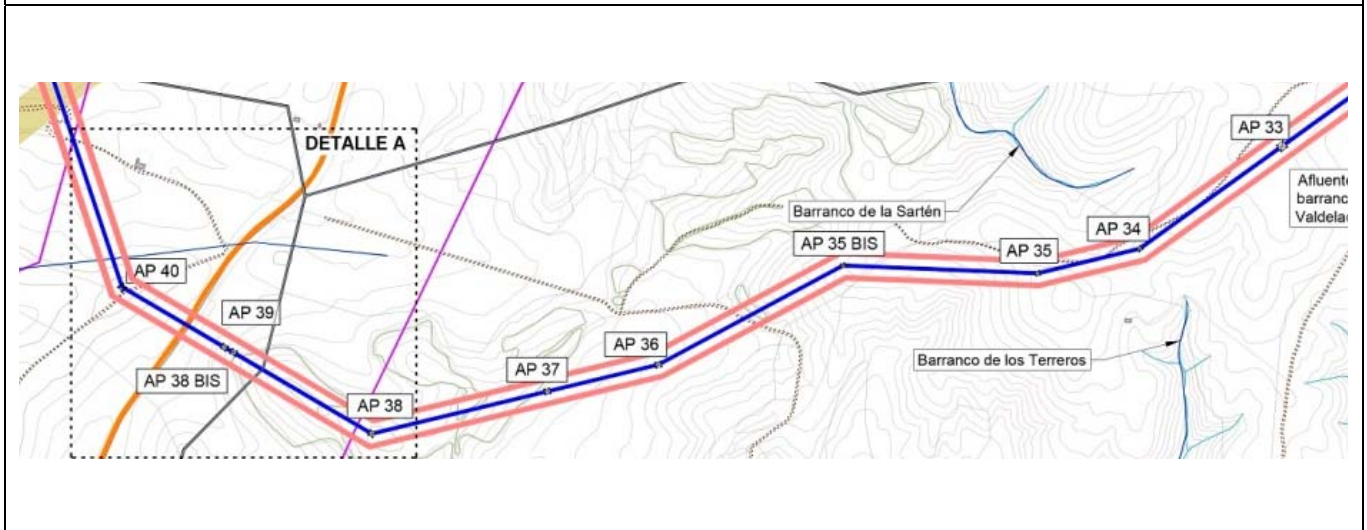 DETALLE A
AP 33
Afluente
Barranco de la Sartén
AP 34
AP 35 BIS
AP 35
AP 40
AP 39
AP 36
Barranco de los Terreros
AP 37
AP 38 BIS
AP 38